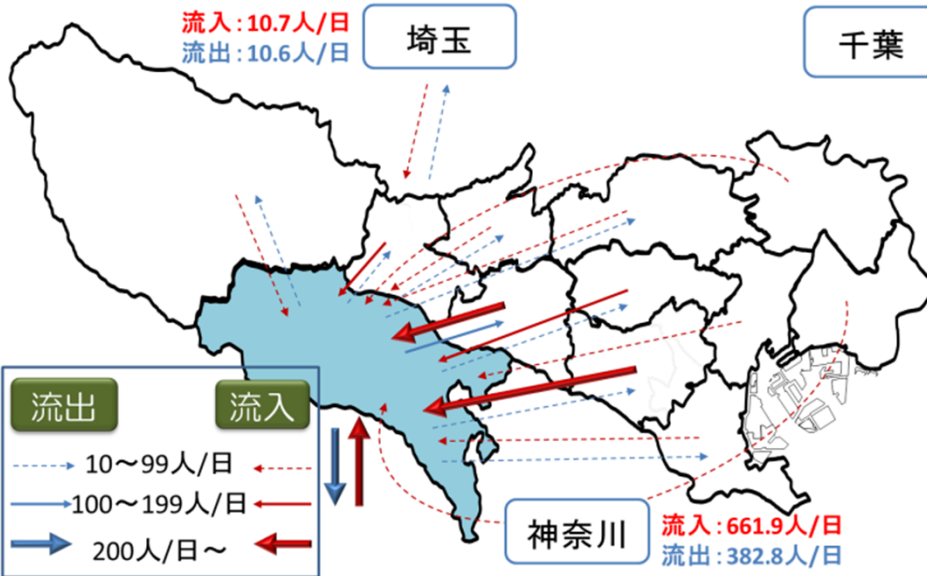 流入：10.7人/日
流出：10.6人/日
埼玉
千葉
流出
流入
10～99人/日
100～199人/日
200人/日～
神奈川
流入：661.9人/日
流出：382.8人/日